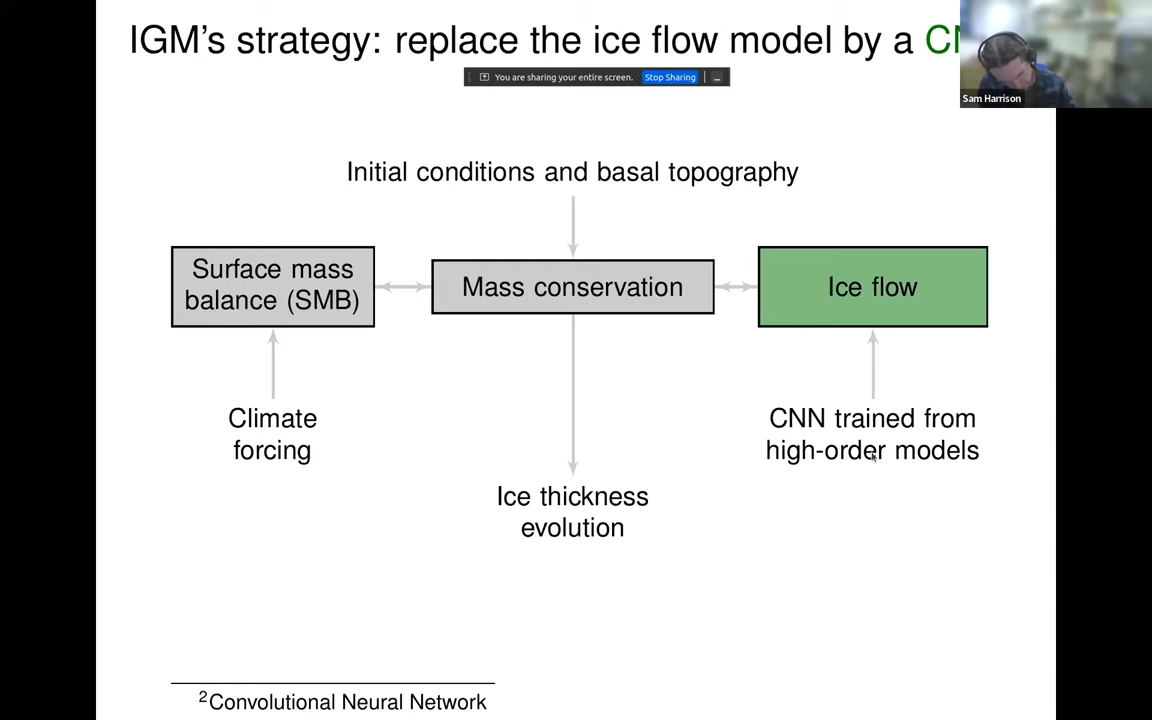 IGM's strategy: replace the ice flow model by a
You are sharing your entire screen. Stop Sharing
Sam Harrison
Initial conditions and basal topography
Surface mass
balance (SMB)
Mass conservation
Ice flow
Climate
forcing
CNN trained from
high-order models
Ice thickness
evolution
2Convolutional Neural Network